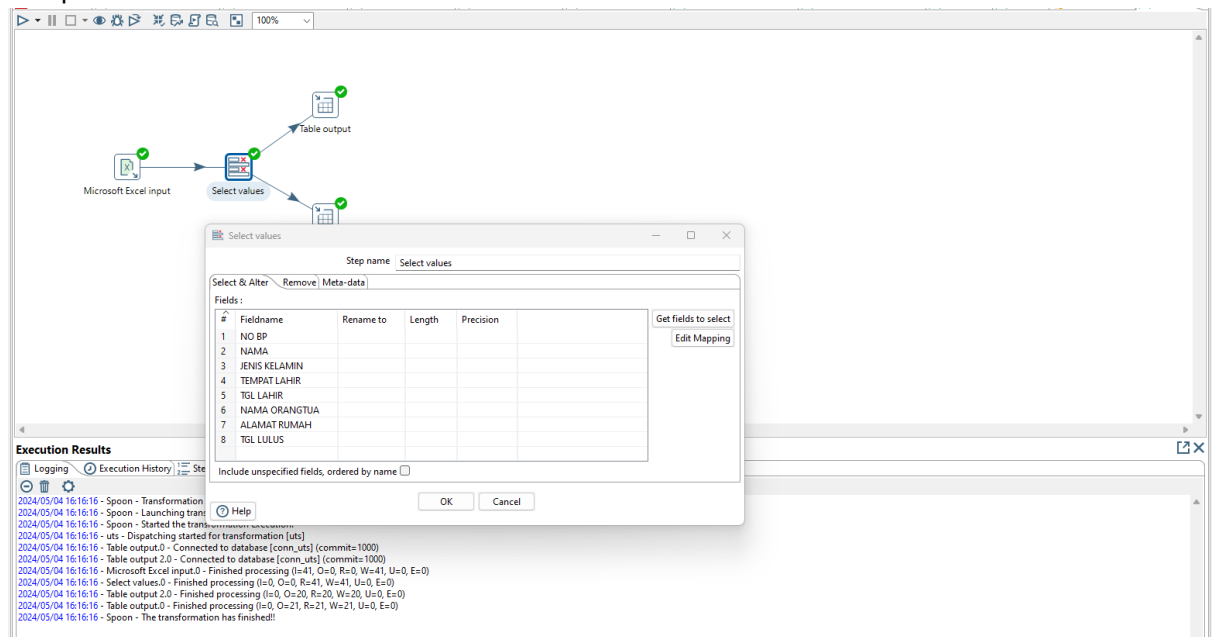 100%
Table output
Microsoft Excel input
Select values
Select values
Step name Select values
Select & Alter Remove Meta-data
Fields :
# Fieldname Rename to Length Precision
Get fields to select
1 NO BP
Edit Mapping
2 NAMA
3 JENIS KELAMIN
4 TEMPAT LAHIR
5 TGL LAHIR
6 NAMA ORANGTUA
7 ALAMAT RUMAH
8 TGL LULUS
Include unspecified fields, ordered by name
OK Cancel
Help
Execution Results
Logging Execution History Ste
2024/05/04 16:16:16 - Spoon - Transformation
2024/05/04 16:16:16 - Spoon - Launching trans
2024/05/04 16:16:16 - Spoon - Started the transformation execution.
2024/05/04 16:16:16 - uts - Dispatching started for transformation [uts]
2024/05/04 16:16:16 - Table output.0 - Connected to database [conn_uts] (commit=1000)
2024/05/04 16:16:16 - Table output 2.0 - Connected to database [conn_uts] (commit=1000)
2024/05/04 16:16:16 - Microsoft Excel input.0 - Finished processing (I=41, O=0, R=0, W=41, U=0, E=0)
2024/05/04 16:16:16 - Select values.0 - Finished processing (I=0, O=0, R=41, W=41, U=0, E=0)
2024/05/04 16:16:16 - Table output 2.0 - Finished processing (I=0, O=20, R=20, W=20, U=0, E=0)
2024/05/04 16:16:16 - Table output.0 - Finished processing (I=0, O=21, R=21, W=21, U=0, E=0)
2024/05/04 16:16:16 - Spoon - The transformation has finished!!